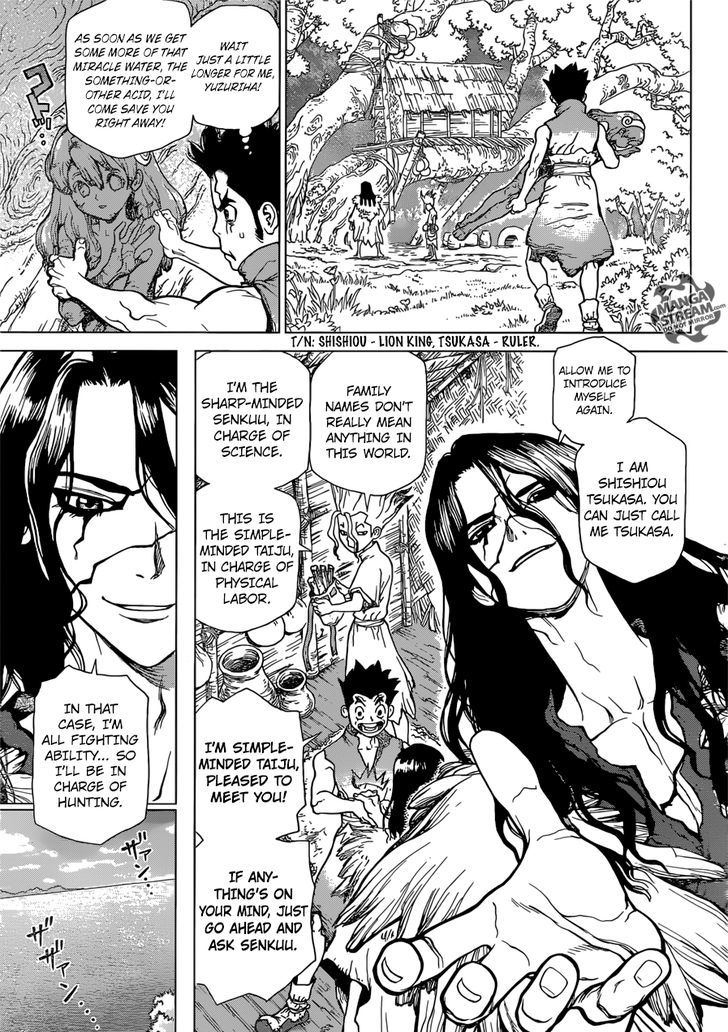 WAIT
JUST A LITTLE
LONGER FOR ME,
YUZURIHA!
AS SOON AS WE GET
SOME MORE OF THAT
MIRACLE WATER, THE
SOMETHING-OR-
OTHER ACID, I'LL
COME SAVE YOU
RIGHT AWAY!
MANGA
STREAM.com
DO NOT MIRROR
T/N: SHISHIOU - LION KING, TSUKASA - RULER.
ALLOW ME TO
INTRODUCE
MYSELF
AGAIN.
I AM
SHISHIOU
TSUKASA. YOU
CAN JUST CALL
ME TSUKASA.
FAMILY
NAMES DON'T
REALLY MEAN
ANYTHING IN
THIS WORLD.
I'M THE
SHARP-MINDED
SENKUU, IN
CHARGE OF
SCIENCE.
THIS IS
THE SIMPLE-
MINDED TAIJU,
IN CHARGE OF
PHYSICAL
LABOR.
I'M SIMPLE-
MINDED TAIJU,
PLEASED TO
MEET YOU!
IF ANY-
THING'S ON
YOUR MIND, JUST
GO AHEAD AND
ASK SENKUU.
IN THAT
CASE, I'M
ALL FIGHTING
ABILITY... SO
I'LL BE IN
CHARGE OF
HUNTING.
ザァン…
ザザァン…